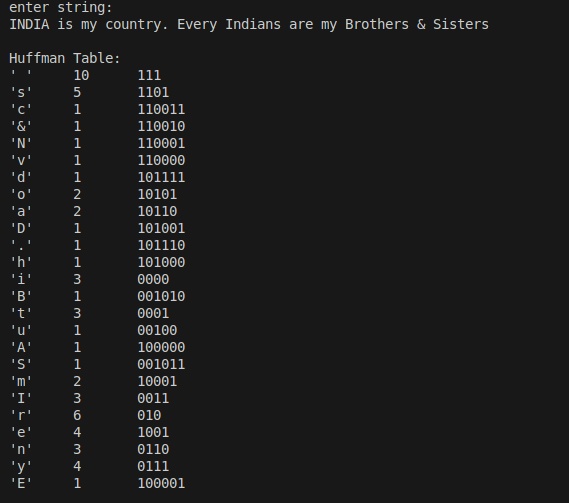 enter string:
INDIA is my country. Every Indians are my Brothers & Sisters
Huffman Table:
' ' 10 111
's' 5 1101
'c' 1 110011
'&' 1 110010
'N' 1 110001
'v' 1 110000
'd' 1 101111
'o' 2 10101
'a' 2 10110
'D' 1 101001
'.' 1 101110
'h' 1 101000
'i' 3 0000
'B' 1 001010
't' 3 0001
'u' 1 00100
'A' 1 100000
'S' 1 001011
'm' 2 10001
'I' 3 0011
'r' 6 010
'e' 4 1001
'n' 3 0110
'y' 4 0111
'E' 1 100001